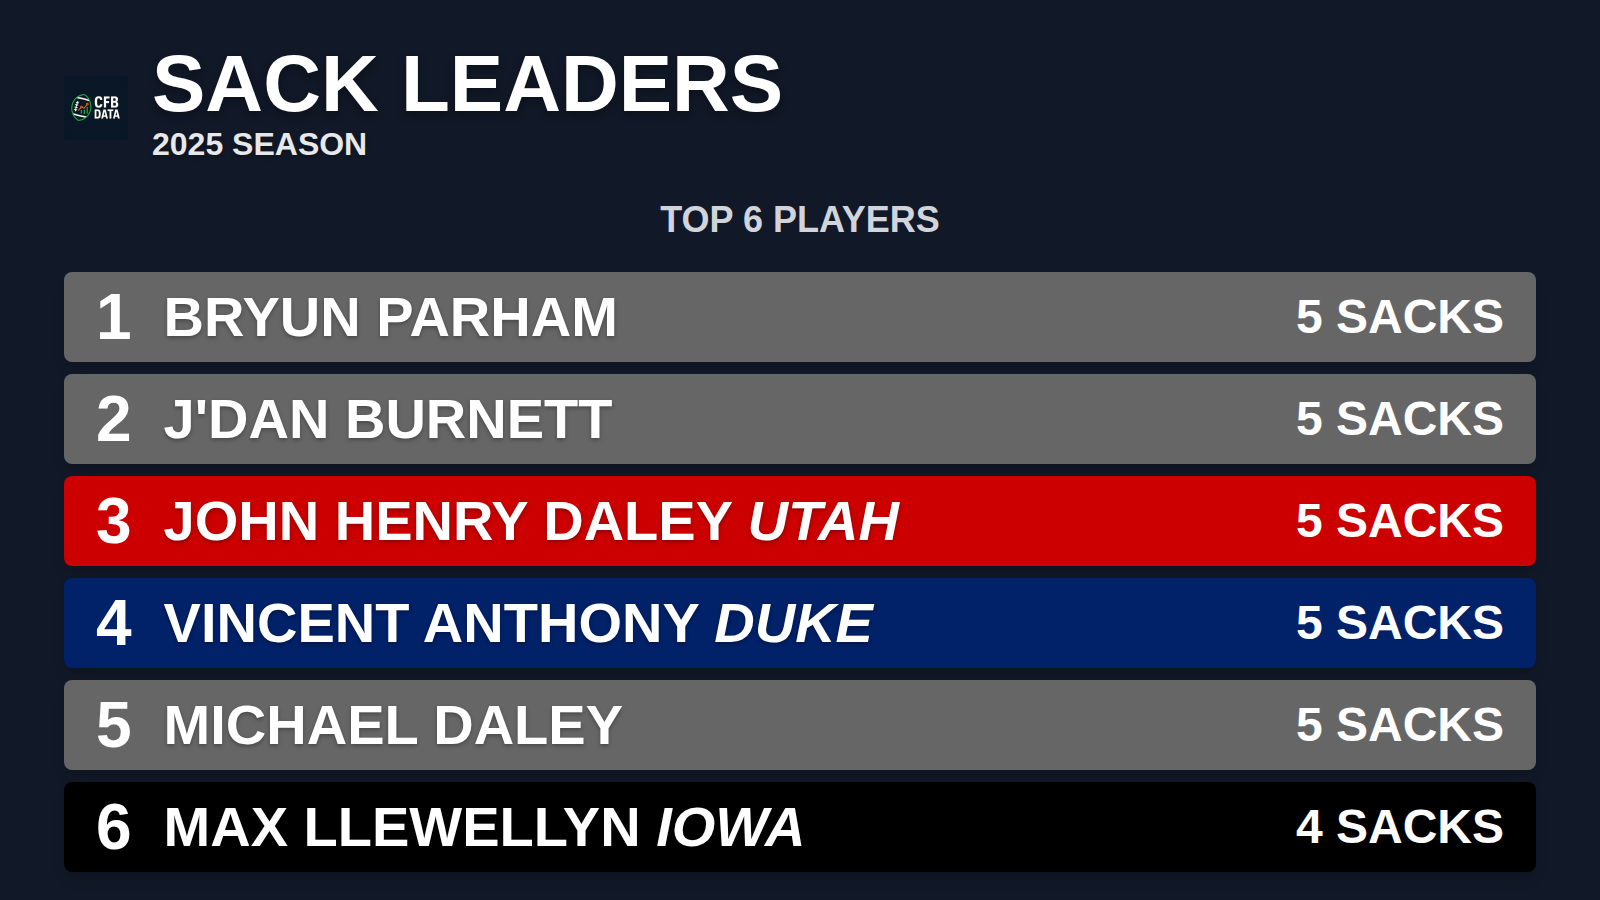 CFB
DATA
SACK LEADERS
2025 SEASON
TOP 6 PLAYERS
1 BRYUN PARHAM 5 SACKS
2 J'DAN BURNETT 5 SACKS
3 JOHN HENRY DALEY UTAH 5 SACKS
4 VINCENT ANTHONY DUKE 5 SACKS
5 MICHAEL DALEY 5 SACKS
6 MAX LLEWELLYN IOWA 4 SACKS